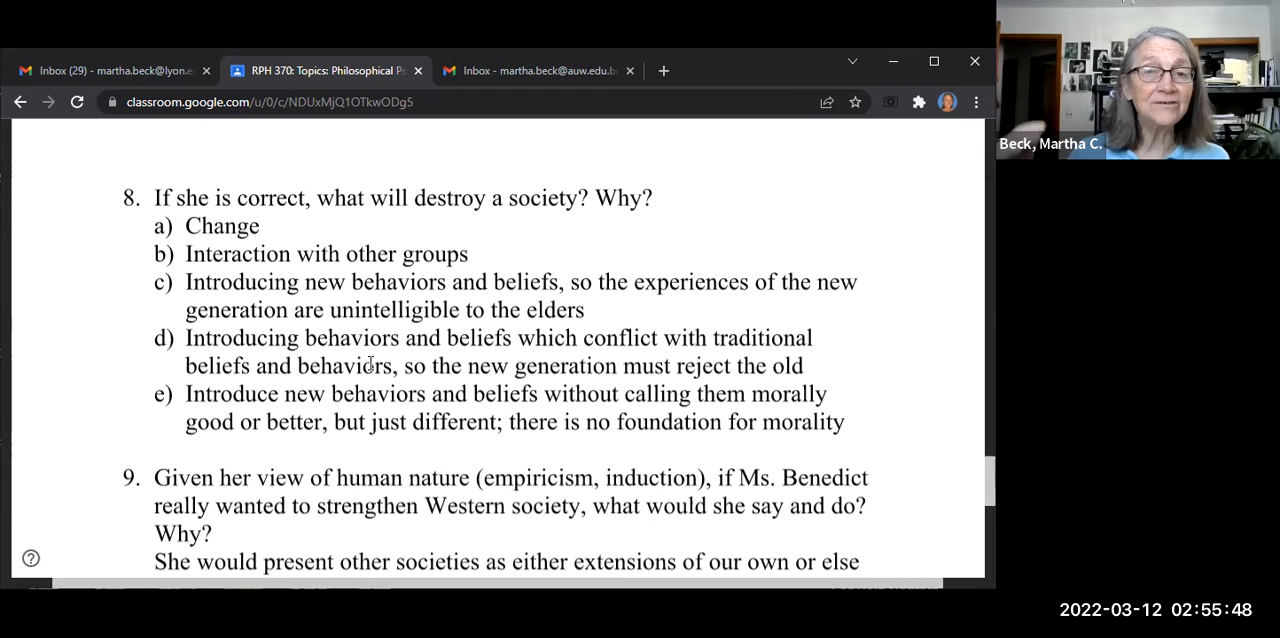 Inbox (29) - martha.beck@lyon.e
RPH 370: Topics: Philosophical Ps
Inbox - martha.beck@auw.edu.b
classroom.google.com/u/0/c/NDUxMjQ1OTkwODg5
Beck, Martha C.
8. If she is correct, what will destroy a society? Why?
a) Change
b) Interaction with other groups
c) Introducing new behaviors and beliefs, so the experiences of the new
generation are unintelligible to the elders
d) Introducing behaviors and beliefs which conflict with traditional
beliefs and behaviors, so the new generation must reject the old
e) Introduce new behaviors and beliefs without calling them morally
good or better, but just different; there is no foundation for morality
9. Given her view of human nature (empiricism, induction), if Ms. Benedict
really wanted to strengthen Western society, what would she say and do?
Why?
She would present other societies as either extensions of our own or else
2022-03-12 02:55:48